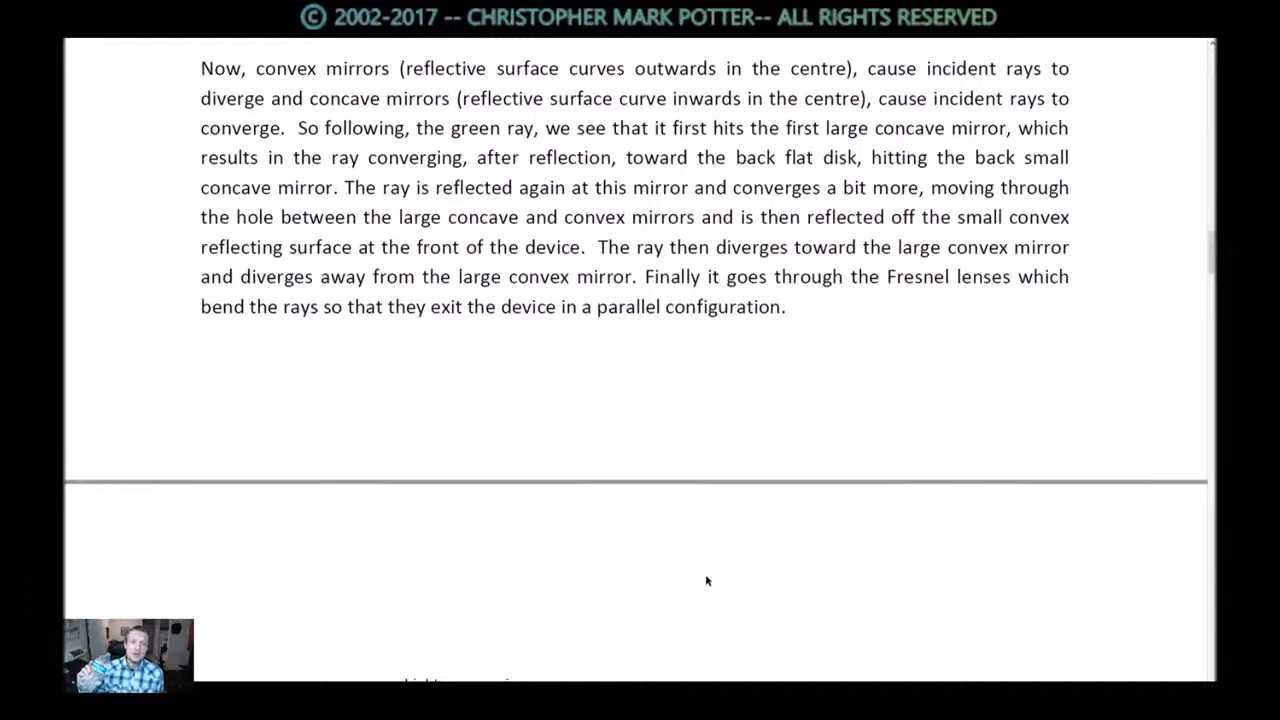 © 2002-2017 -- CHRISTOPHER MARK POTTER-- ALL RIGHTS RESERVED
Now, convex mirrors (reflective surface curves outwards in the centre), cause incident rays to
diverge and concave mirrors (reflective surface curve inwards in the centre), cause incident rays to
converge.  So following, the green ray, we see that it first hits the first large concave mirror, which
results in the ray converging, after reflection, toward the back flat disk, hitting the back small
concave mirror. The ray is reflected again at this mirror and converges a bit more, moving through
the hole between the large concave and convex mirrors and is then reflected off the small convex
reflecting surface at the front of the device.  The ray then diverges toward the large convex mirror
and diverges away from the large convex mirror. Finally it goes through the Fresnel lenses which
bend the rays so that they exit the device in a parallel configuration.